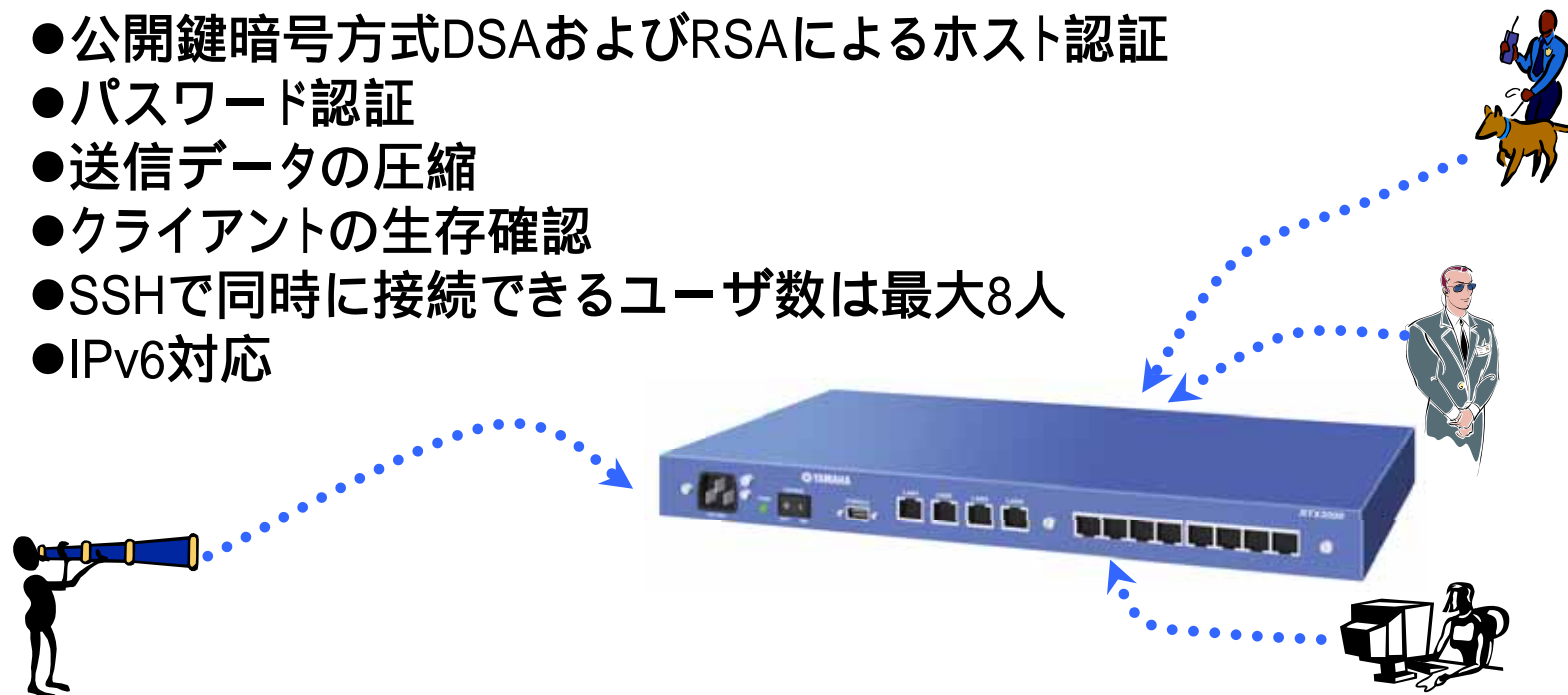 ●公開鍵暗号方式DSAおよびRSAによるホスト認証
●パスワード認証
●送信データの圧縮
●クライアントの生存確認
●SSHで同時に接続できるユーザ数は最大8人
●IPv6対応
YAMAHA
RTX3000